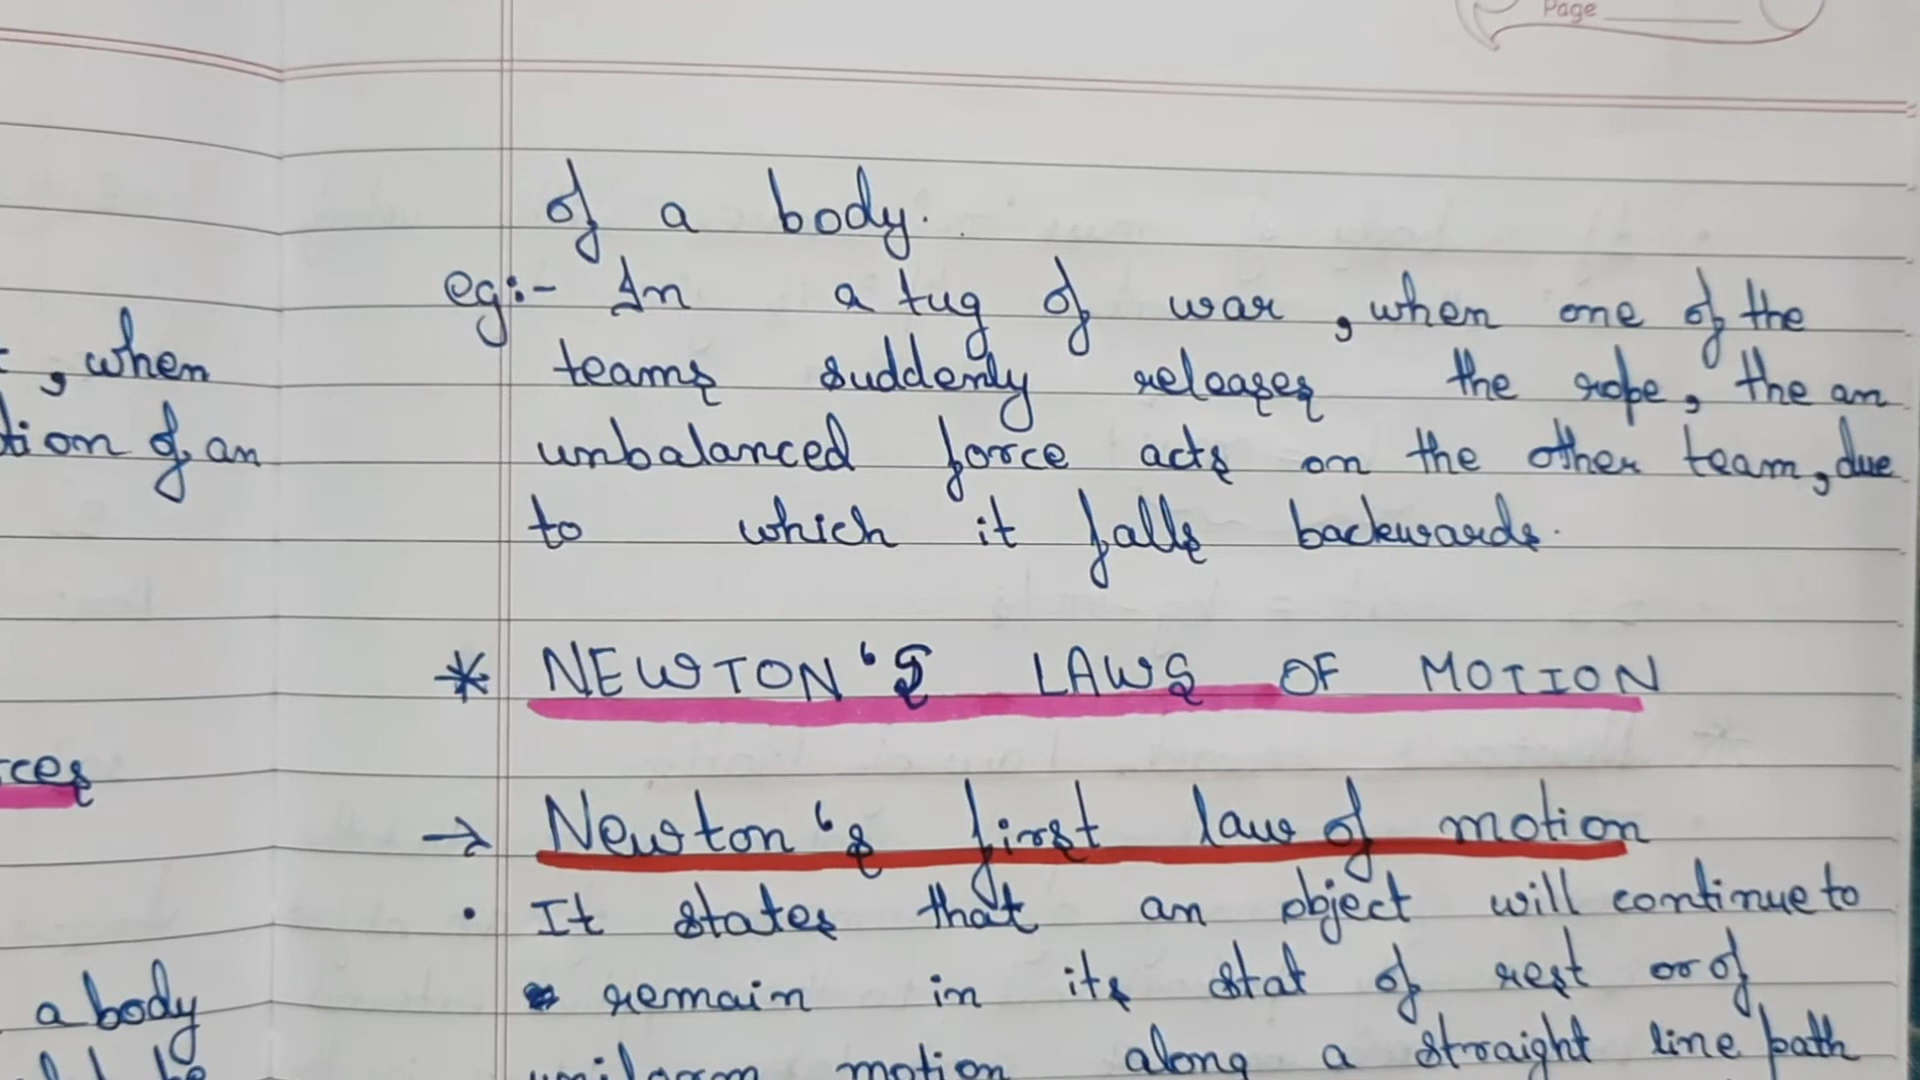 Page
of a body.
eg:- In a tug of war , when one of the
teams suddenly releases the rope, the an
unbalanced force acts on the other team, due
to which it falls backwards.
* NEWTON'S LAWS OF MOTION
→ Newton's first law of motion
• It states that an object will continue to
remain in its stat of rest or of
uniform motion along a straight line path
, when
tion of an
rces
a body